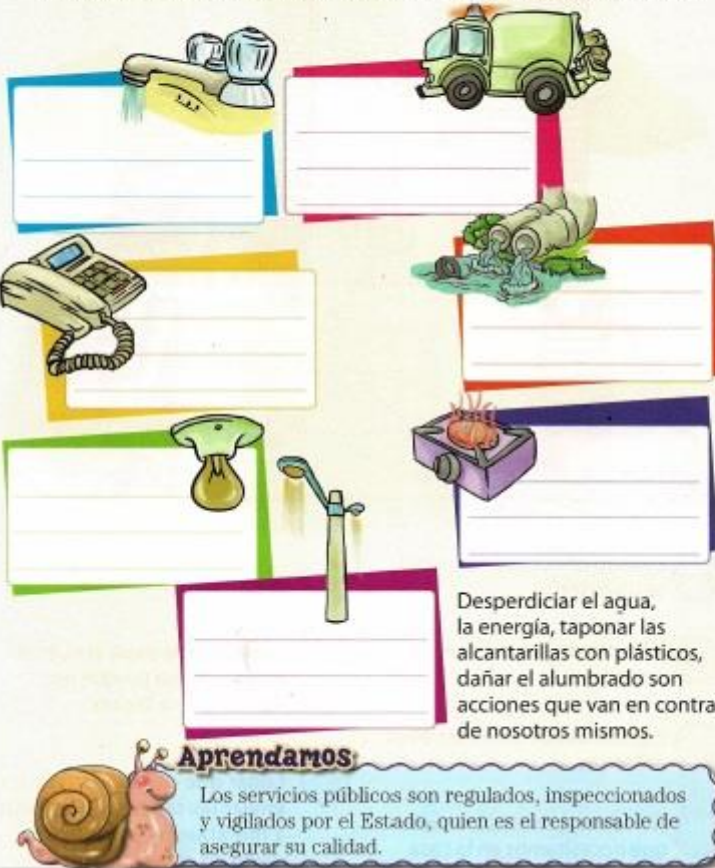 Desperdiciar el agua,
la energía, taponar las
alcantarillas con plásticos,
dañar el alumbrado son
acciones que van en contra
de nosotros mismos.
Aprendamos
Los servicios públicos son regulados, inspeccionados
y vigilados por el Estado, quien es el responsable de
asegurar su calidad.